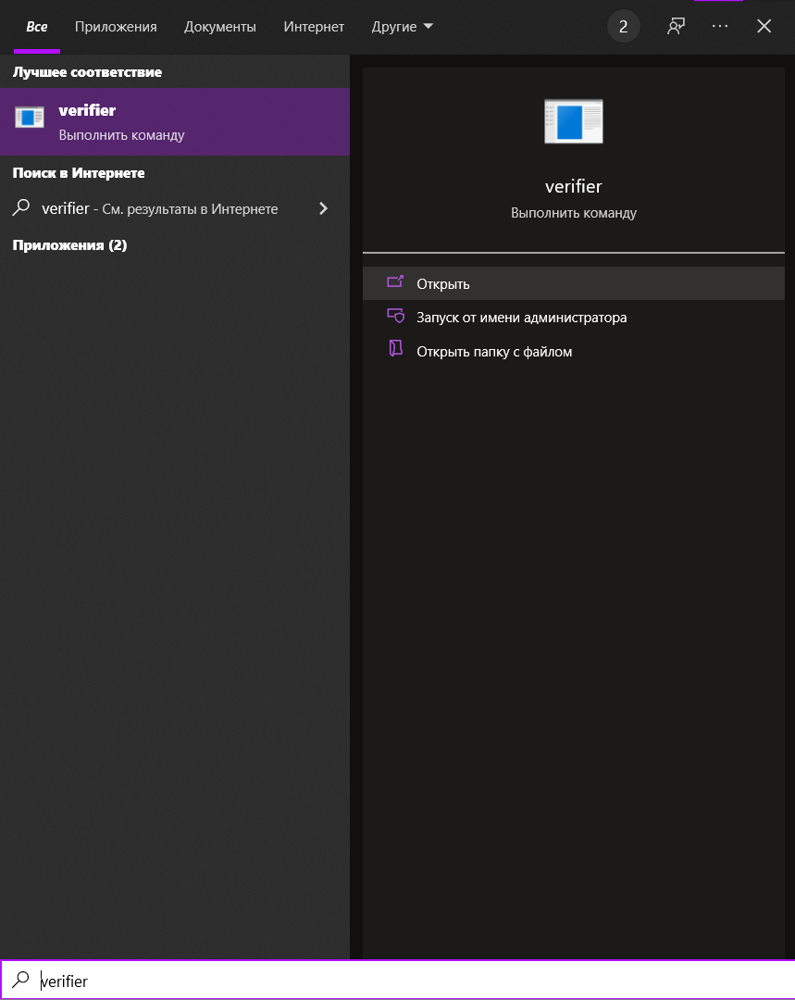 Все Приложения Документы Интернет Другие 2
Лучшее соответствие
verifier
Выполнить команду
Поиск в Интернете
verifier - См. результаты в Интернете
Приложения (2)
verifier
Выполнить команду
Открыть
Запуск от имени администратора
Открыть папку с файлом
verifier